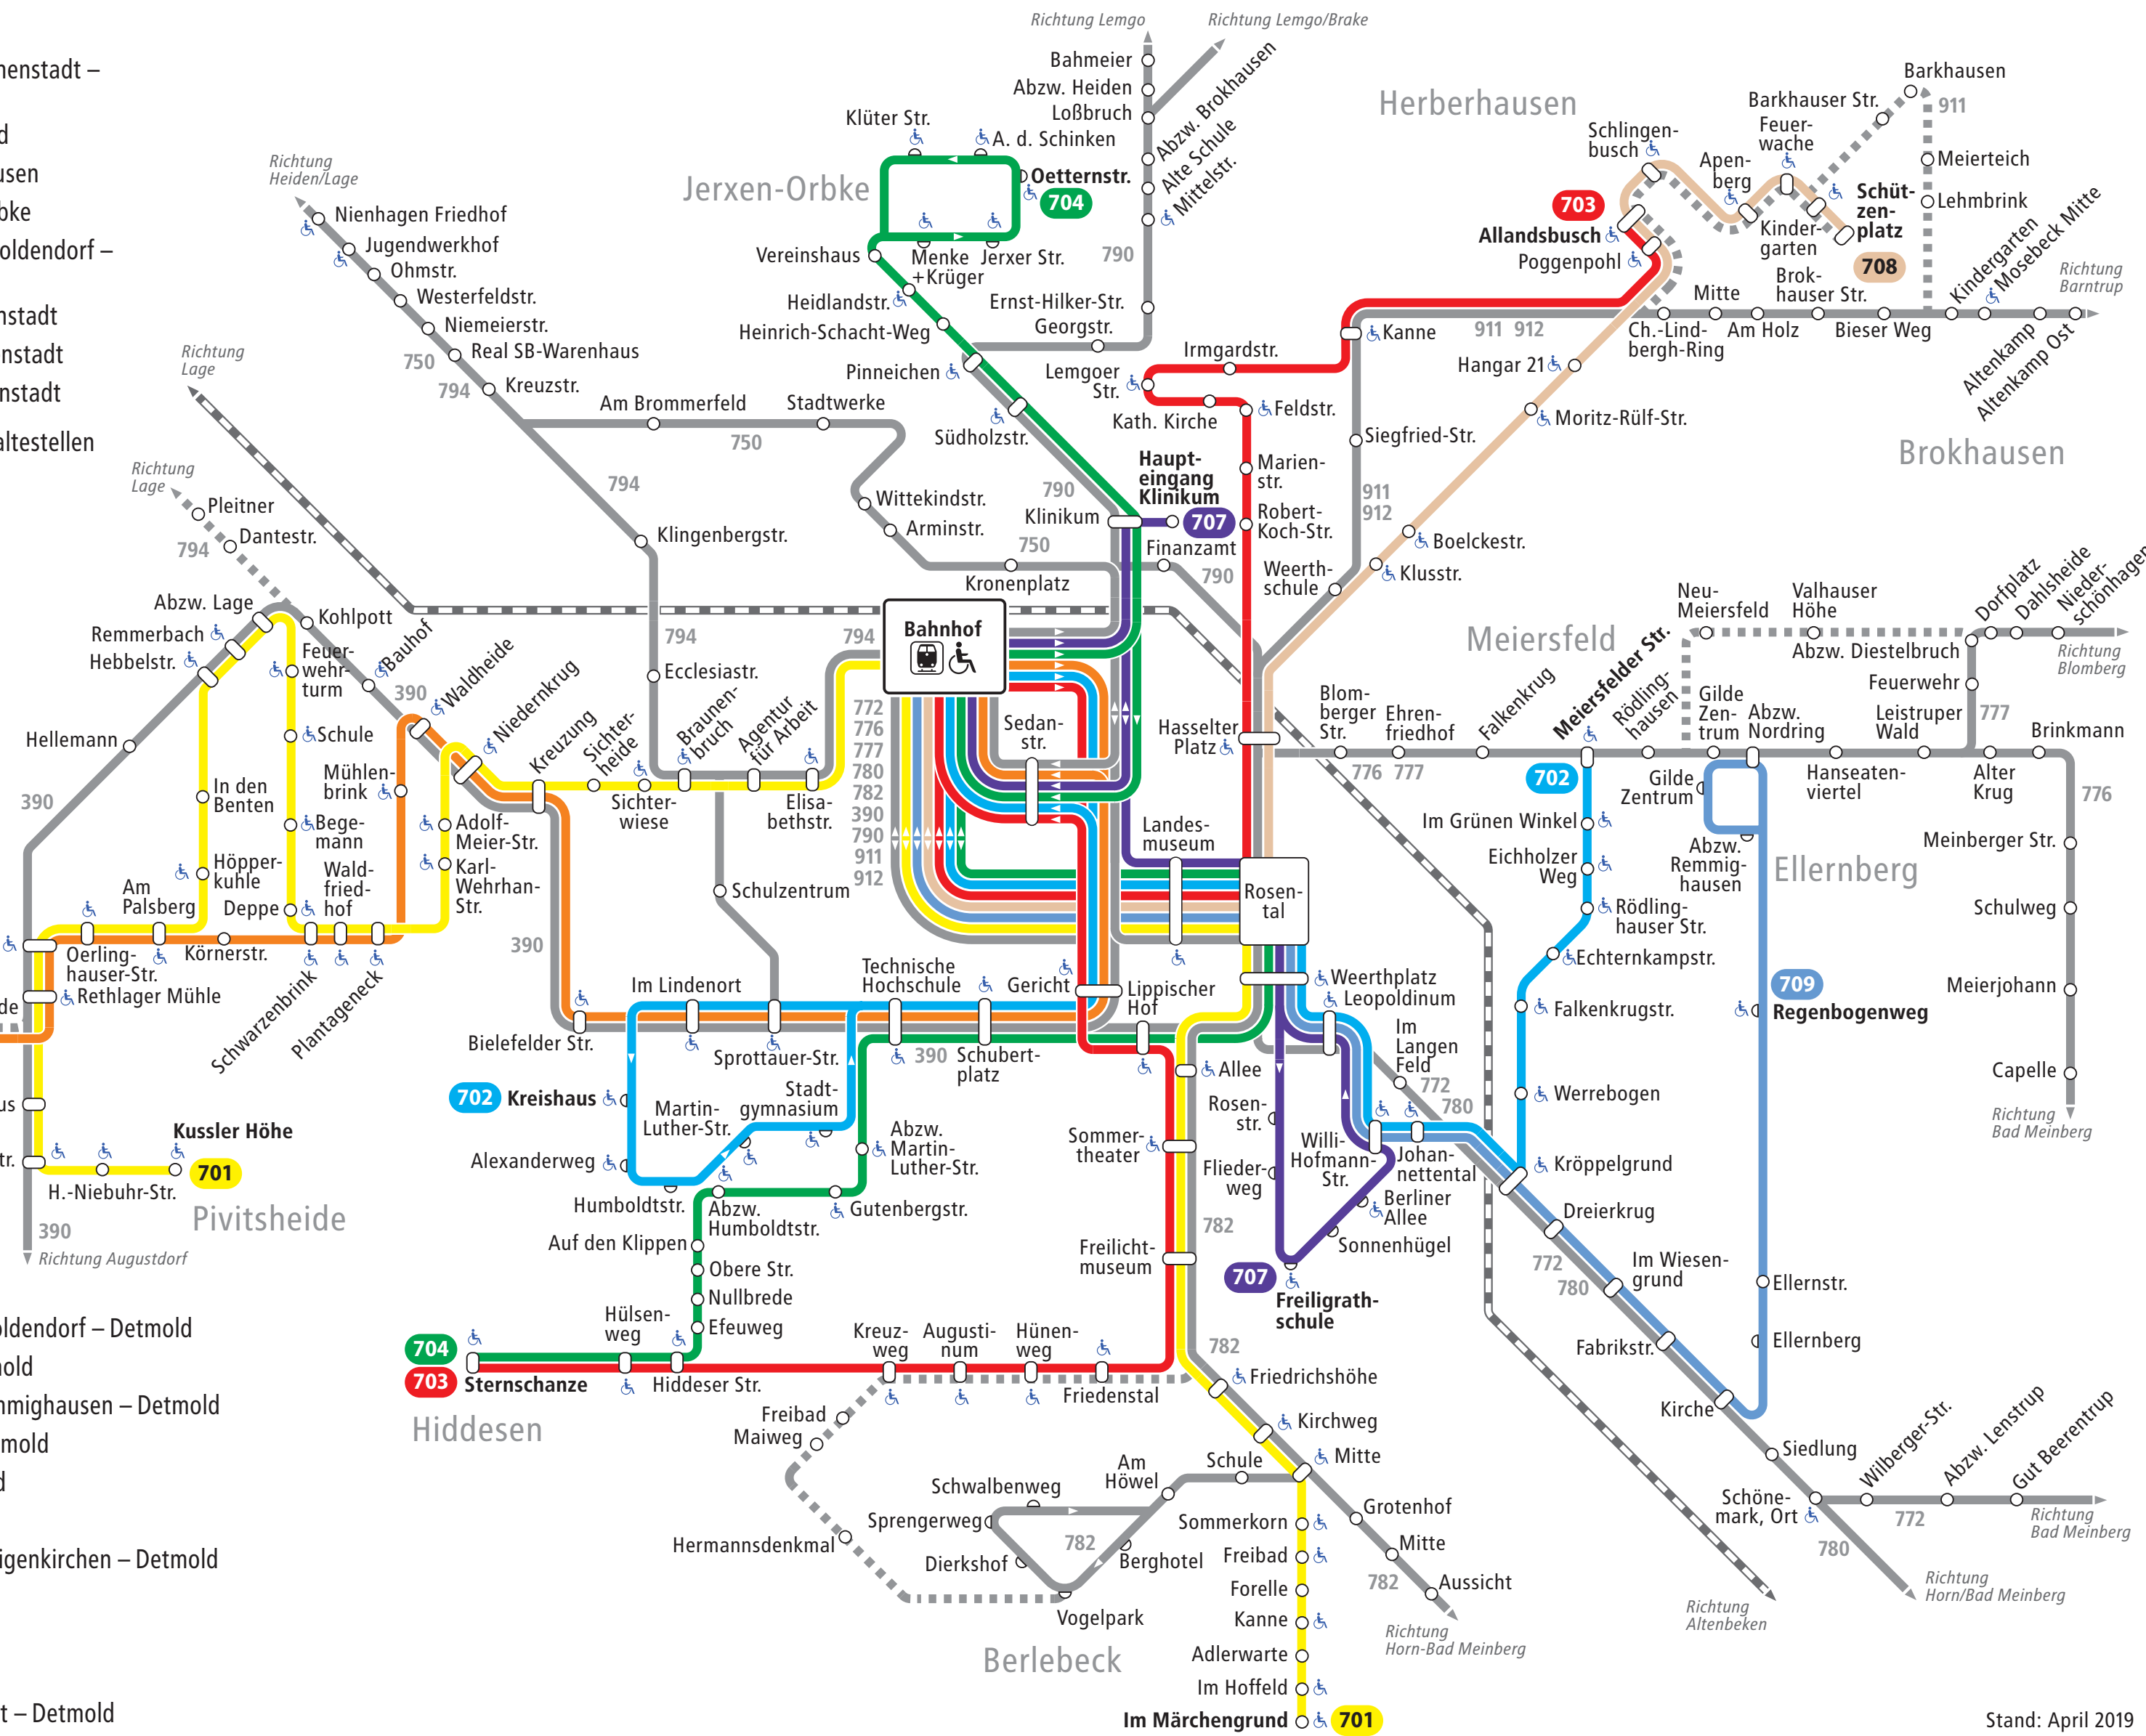 nenstadt –
d
usen
bke
oldendorf –
nstadt
enstadt
nstadt
altestellen
Richtung Lemgo
Richtung Lemgo/Brake
Bahmeier
Abzw. Heiden
Loßbruch
Abzw. Brokhausen
Alte Schule
Mittelstr.
790
Ernst-Hilker-Str.
Georgstr.
Klüter Str.
A. d. Schinken
Oetternstr.
704
Jerxen-Orbke
Vereinshaus
Menke
+Krüger
Jerxer Str.
Heidlandstr.
Heinrich-Schacht-Weg
Pinneichen
Südholzstr.
Richtung
Heiden/Lage
Nienhagen Friedhof
Jugendwerkhof
Ohmstr.
Westerfeldstr.
Niemeierstr.
Real SB-Warenhaus
Kreuzstr.
750
794
Am Brommerfeld
Stadtwerke
750
794
Wittekindstr.
Arminstr.
Klingenbergstr.
750
Kronenplatz
790
Klinikum
Haupt-
eingang
Klinikum
707
Finanzamt
790
Herberhausen
Barkhausen
911
Barkhauser Str.
Feuer-
wache
Schlingen-
busch
Apen-
berg
Kinder-
garten
Schüt-
zen-
platz
708
Meierteich
Lehmbrink
703
Allandsbusch
Poggenpohl
Kindergarten
Mosebeck Mitte
Richtung
Barntrup
Mitte
Brok-
hauser Str.
Ch.-Lind-
bergh-Ring
Am Holz
Bieser Weg
Altenkamp
Altenkamp Ost
Brokhausen
911 912
Kanne
Irmgardstr.
Lemgoer
Str.
Kath. Kirche
Feldstr.
Marien-
str.
Robert-
Koch-Str.
Siegfried-Str.
911
912
Weerth-
schule
Hangar 21
Moritz-Rülf-Str.
Boelckestr.
Klusstr.
Richtung
Lage
Richtung
Lage
Pleitner
Dantestr.
794
Abzw. Lage
Remmerbach
Hebbelstr.
Kohlpott
Bauhof
390
Waldheide
Niedernkrug
Kreuzung
Sichter-
heide
Sichter-
wiese
Braunen-
bruch
Agentur
für Arbeit
Elisa-
bethstr.
Ecclesiastr.
794
794
Bahnhof
772
776
777
780
782
390
790
911
912
Sedan-
str.
Hasselter
Platz
Landes-
museum
Rosen-
tal
Hellemann
390
Feuer-
wehr-
turm
Schule
In den
Benten
Bege-
mann
Mühlen-
brink
Höpper-
kuhle
Deppe
Wald-
fried-
hof
Am
Palsberg
Adolf-
Meier-Str.
Karl-
Wehrhan-
Str.
Oerling-
hauser-Str.
Körnerstr.
Schwarzenbrink
Plantageneck
Rethlager Mühle
de
us
tr.
Kussler Höhe
701
H.-Niebuhr-Str.
Pivitsheide
390
Richtung Augustdorf
Schulzentrum
390
Bielefelder Str.
Im Lindenort
Sprottauer-Str.
Technische
Hochschule
390
Schubert-
platz
Gericht
Lippischer
Hof
702
Kreishaus
Alexanderweg
Humboldtstr.
Martin-
Luther-Str.
Stadt-
gymnasium
Abzw.
Martin-
Luther-Str.
Abzw.
Humboldtstr.
Gutenbergstr.
Auf den Klippen
Obere Str.
Nullbrede
Efeuweg
Hülsen-
weg
704
703
Sternschanze
Hiddeser Str.
Hiddesen
Kreuz-
weg
Augusti-
num
Hünen-
weg
Friedenstal
Freibad
Maiweg
Hermannsdenkmal
Schwalbenweg
Sprengerweg
Dierkshof
782
Vogelpark
Berghotel
Am
Höwel
Schule
Berlebeck
Allee
Sommer-
theater
Freilicht-
museum
782
782
Friedrichshöhe
Kirchweg
Mitte
Sommerkorn
Freibad
Forelle
Kanne
Adlerwarte
Im Hoffeld
Im Märchengrund
701
Grotenhof
Mitte
Aussicht
782
Richtung
Horn-Bad Meinberg
Weerthplatz
Leopoldinum
Im
Langen
Feld
772
780
Rosen-
str.
Flieder-
weg
Willi-
Hofmann-
Str.
Johan-
nettental
Berliner
Allee
Sonnenhügel
707
Freiligrath-
schule
Meiersfeld
Blom-
berger
Str.
Ehren-
friedhof
776 777
Falkenkrug
Meiersfelder Str.
702
Rödling-
hausen
Neu-
Meiersfeld
Valhauser
Höhe
Gilde
Zen-
trum
Abzw.
Nordring
Gilde
Zentrum
Abzw.
Remmig-
hausen
Ellernberg
Dorfplatz
Dahlsheide
Nieder-
schönhagen
Richtung
Blomberg
Abzw. Diestelbruch
Feuerwehr
777
Leistruper
Wald
Hanseaten-
viertel
Alter
Krug
Brinkmann
776
Meinberger Str.
Schulweg
Meierjohann
Capelle
Richtung
Bad Meinberg
Im Grünen Winkel
Eichholzer
Weg
Rödling-
hauser Str.
Echternkampstr.
Falkenkrugstr.
Werrebogen
Kröppelgrund
709
Regenbogenweg
Ellernstr.
Ellernberg
Dreierkrug
772
780
Im Wiesen-
grund
Fabrikstr.
Kirche
Siedlung
Schöne-
mark, Ort
Wilberger-Str.
Abzw. Lenstrup
Gut Beerentrup
772
Richtung
Bad Meinberg
780
Richtung
Horn/Bad Meinberg
Richtung
Altenbeken
oldendorf – Detmold
nold
nmighausen – Detmold
mold
d
igenkirchen – Detmold
t – Detmold
Stand: April 2019